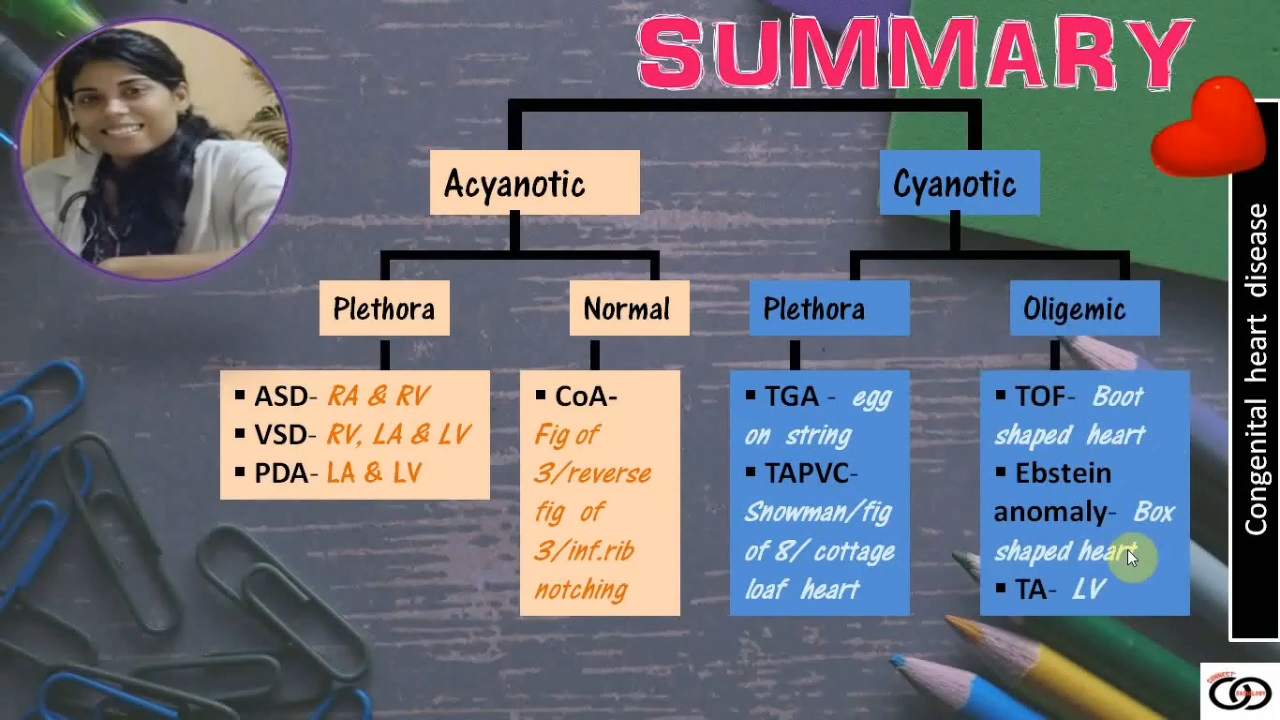 SUMMARY
Acyanotic
Cyanotic
Plethora
Normal
Plethora
Oligemic
▪ ASD- RA & RV
▪ VSD- RV, LA & LV
▪ PDA- LA & LV
▪ CoA-
Fig of
3/reverse
fig of
3/inf.rib
notching
▪ TGA - egg
on string
▪ TAPVC-
Snowman/fig
of 8/ cottage
loaf heart
▪ TOF- Boot
shaped heart
▪ Ebstein
anomaly- Box
shaped heart
▪ TA- LV
Congenital heart disease